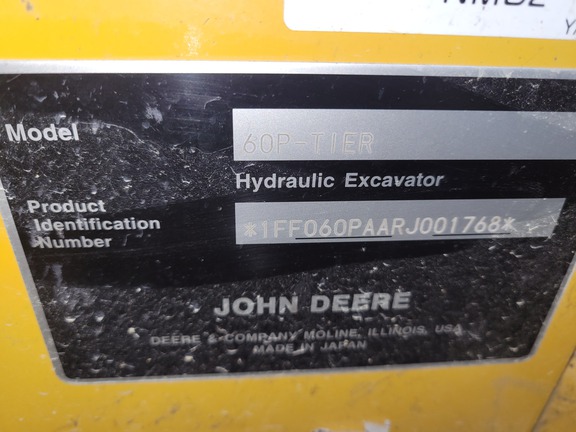 Model 60P-TIER
Hydraulic Excavator
Product
Identification
Number
*1FF060PAARJ001768*
JOHN DEERE
DEERE & COMPANY MOLINE, ILLINOIS, USA
MADE IN JAPAN